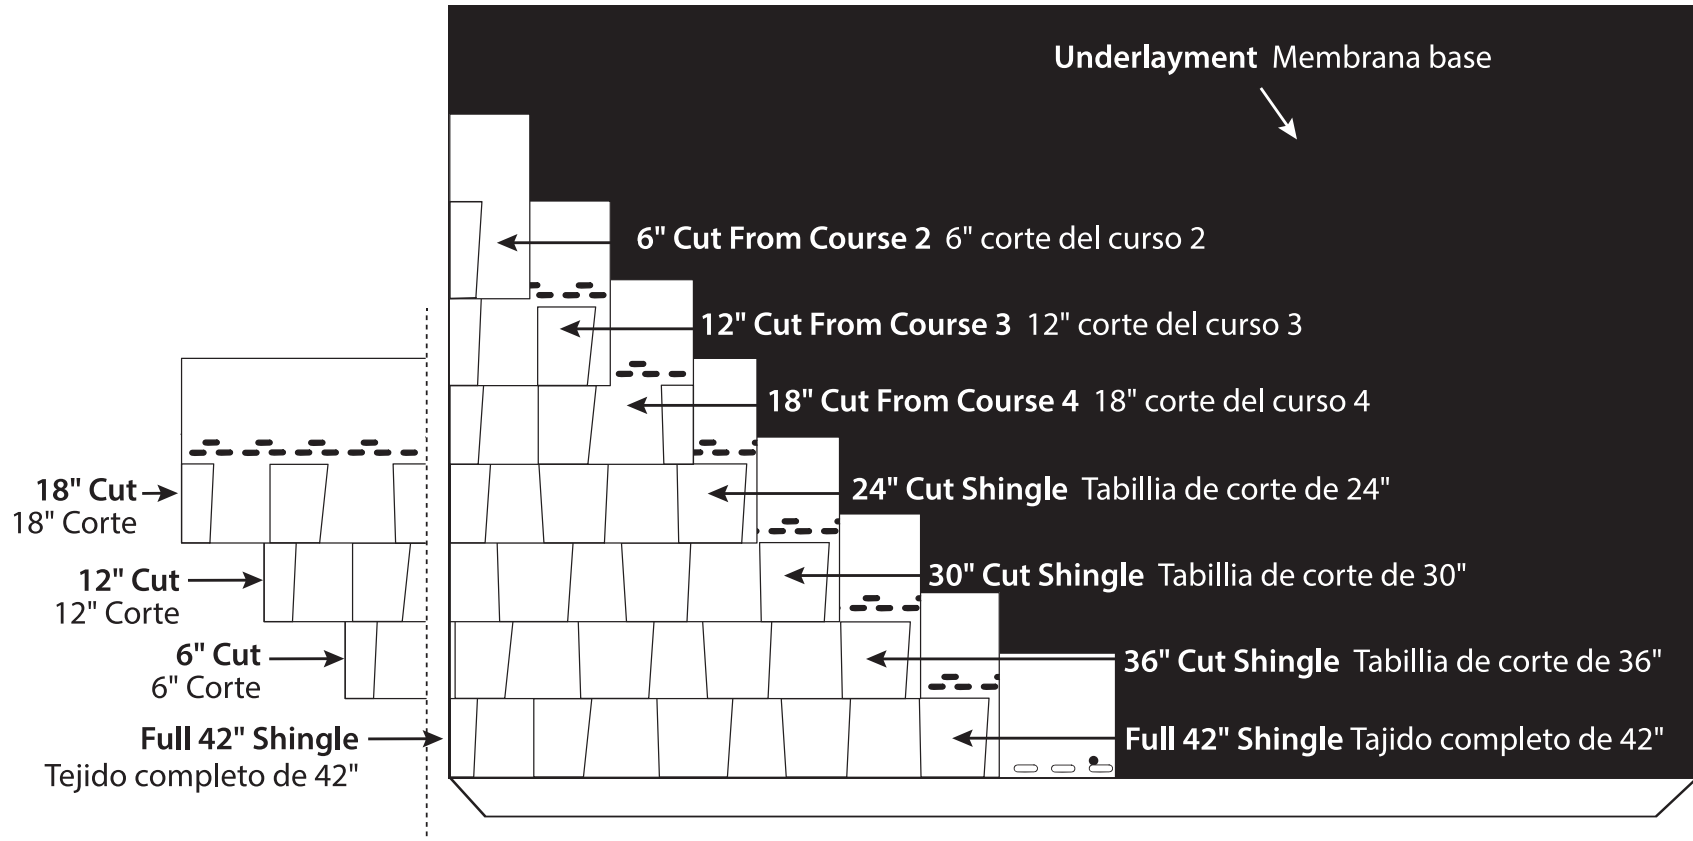 Underlayment Membrana base
6" Cut From Course 2 6" corte del curso 2
12" Cut From Course 3 12" corte del curso 3
18" Cut From Course 4 18" corte del curso 4
18" Cut
18" Corte
24" Cut Shingle Tabillia de corte de 24"
12" Cut
12" Corte
30" Cut Shingle Tabillia de corte de 30"
6" Cut
6" Corte
36" Cut Shingle Tabillia de corte de 36"
Full 42" Shingle
Tejido completo de 42"
Full 42" Shingle Tajido completo de 42"